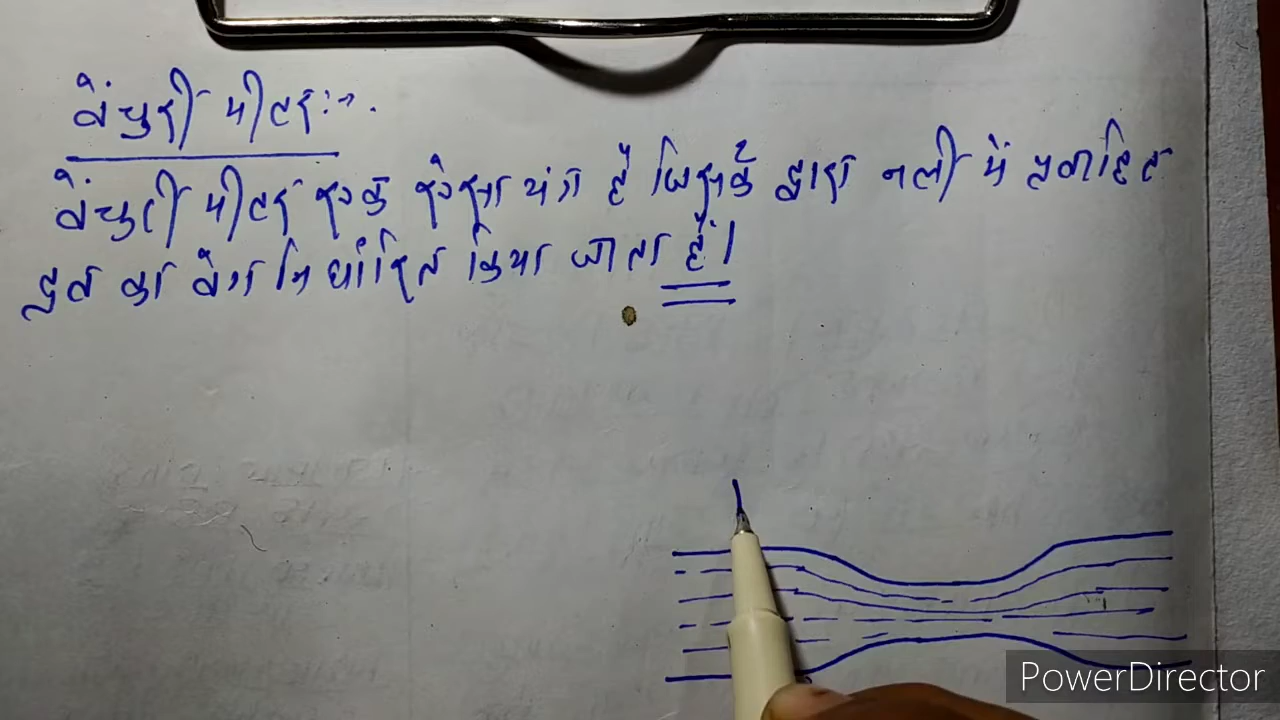 वेंचुरी मीटर:→.
वेंचुरी मीटर एक ऐसा यंत्र है जिसके द्वारा नली में प्रवाहित
द्रव का वेग निर्धारित किया जाता है।
PowerDirector